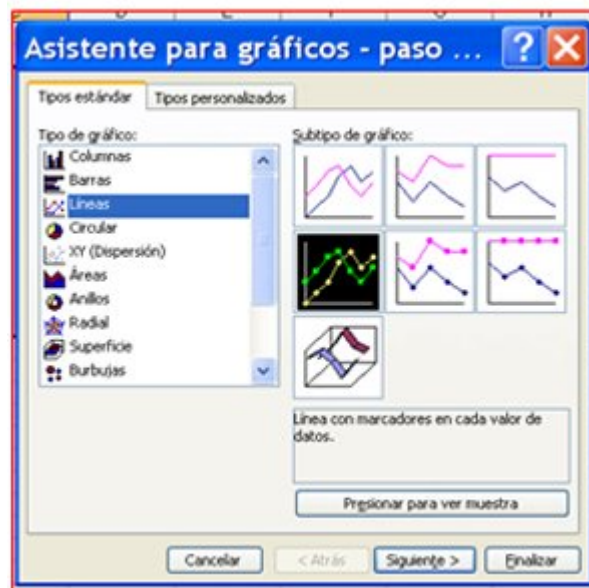 Asistente para gráficos - paso ...
Tipos estándar
Tipos personalizados
Tipo de gráfico:
Columnas
Barras
Líneas
Circular
XY (Dispersión)
Áreas
Anillos
Radial
Superficie
Burbujas
Subtipo de gráfico:
Línea con marcadores en cada valor de
datos.
Presionar para ver muestra
Cancelar
< Atrás
Siguiente >
Finalizar